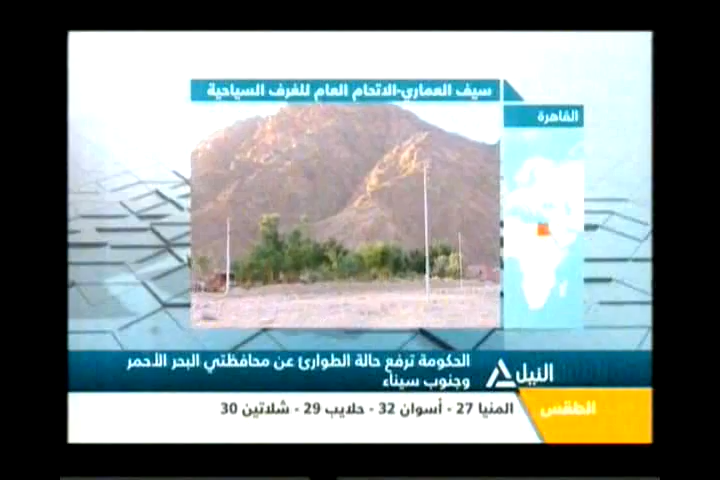 سيف العماري-الاتحام العام للغرف السياحية
القاهرة
الحكومة ترفع حالة الطوارئ عن محافظتي البحر الأحمر
وجنوب سيناء
النيل
الطقس
المنيا 27 - أسوان 32 - حلايب 29 - شلاتين 30